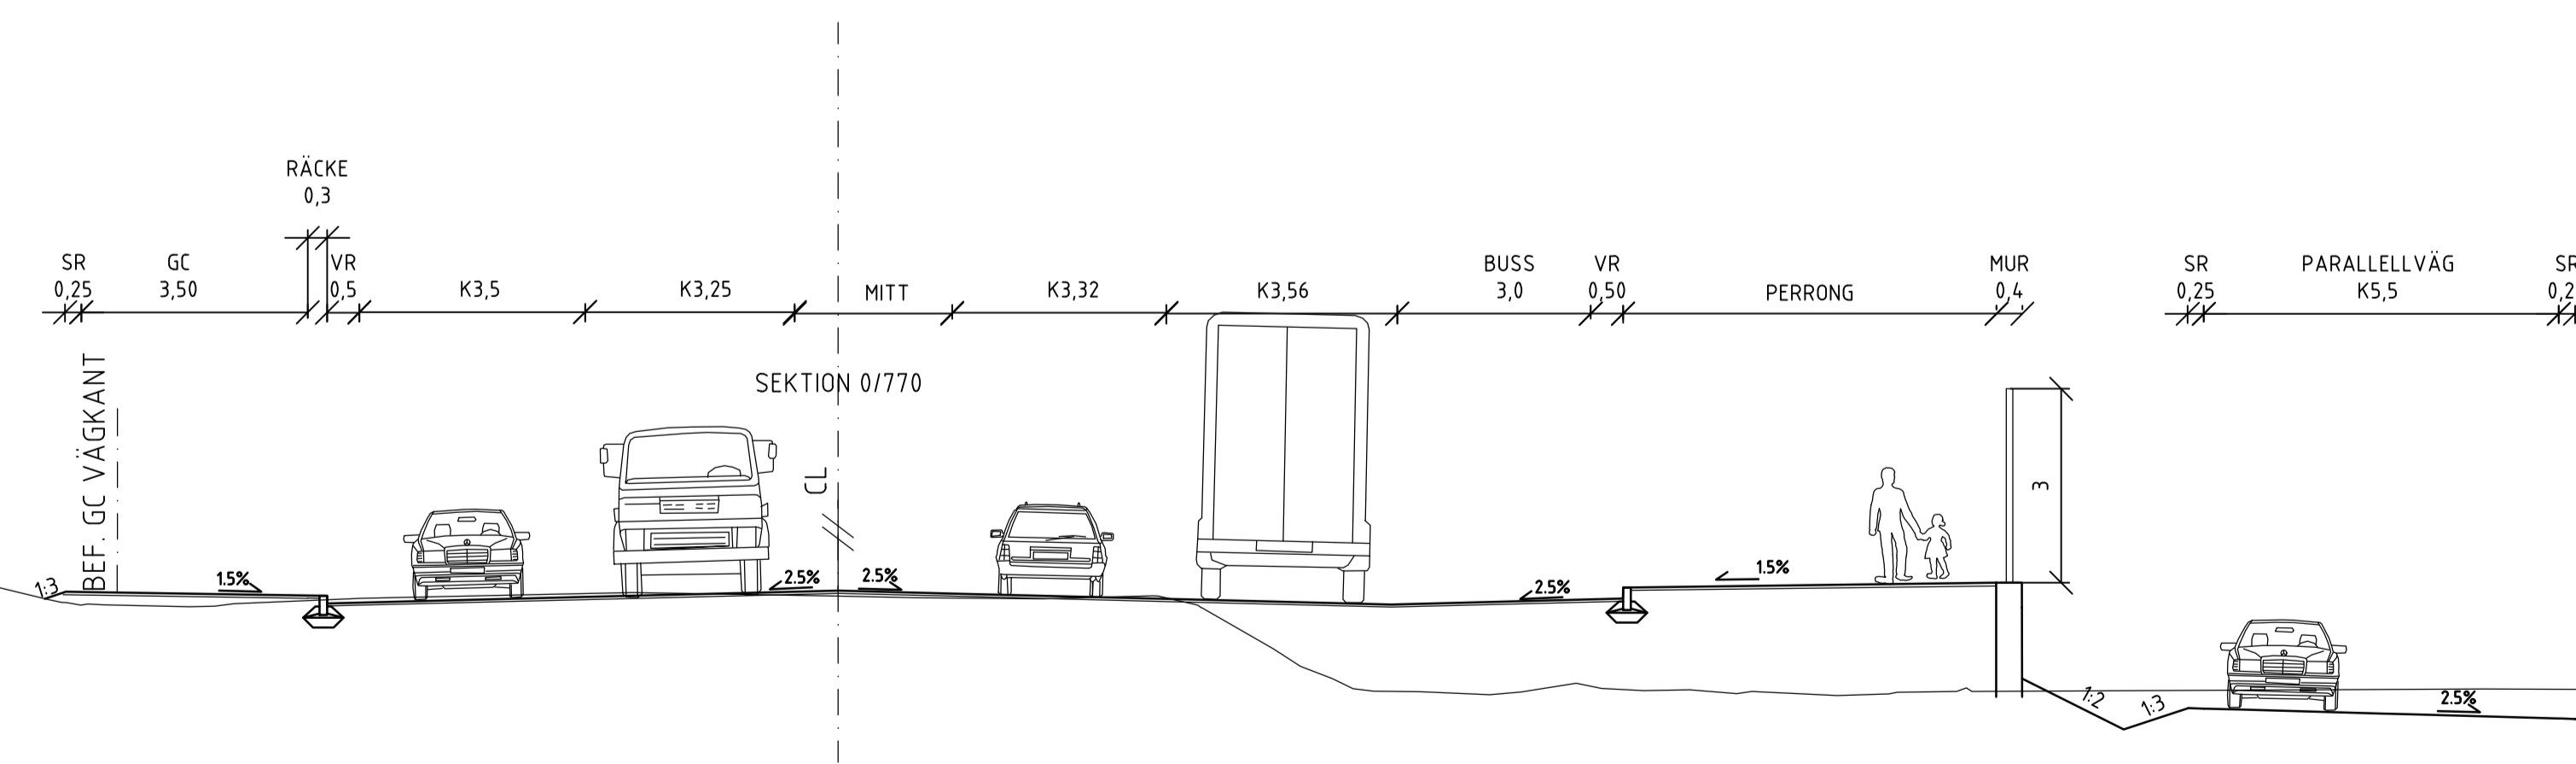 RÄCKE
0,3
SR
0,25
GC
3,50
VR
0,5
K3,5
K3,25
MITT
K3,32
K3,56
BUSS
3,0
VR
0,50
PERRONG
MUR
0,4
SR
0,25
PARALLELLVÄG
K5,5
SR
0,2
BEF. GC VÄGKANT
SEKTION 0/770
CL
3
1:3
1.5%
2.5%
2.5%
2.5%
1.5%
1:2
1:3
2.5%